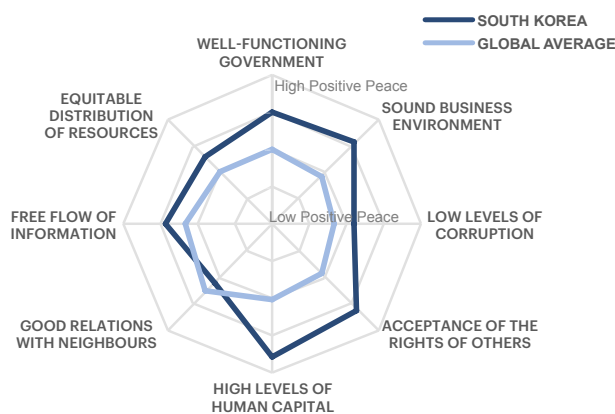 SOUTH KOREA
GLOBAL AVERAGE
WELL-FUNCTIONING
GOVERNMENT
High Positive Peace
EQUITABLE
DISTRIBUTION
OF RESOURCES
SOUND BUSINESS
ENVIRONMENT
FREE FLOW OF
INFORMATION
Low Positive Peace
LOW LEVELS OF
CORRUPTION
GOOD RELATIONS
WITH NEIGHBOURS
ACCEPTANCE OF THE
RIGHTS OF OTHERS
HIGH LEVELS OF
HUMAN CAPITAL